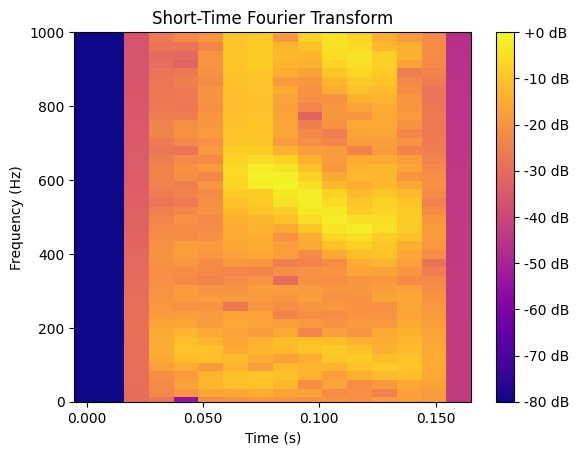 Short-Time Fourier Transform
Frequency (Hz)
1000
800
600
400
200
0
0.000
0.050
0.100
0.150
Time (s)
+0 dB
-10 dB
-20 dB
-30 dB
-40 dB
-50 dB
-60 dB
-70 dB
-80 dB